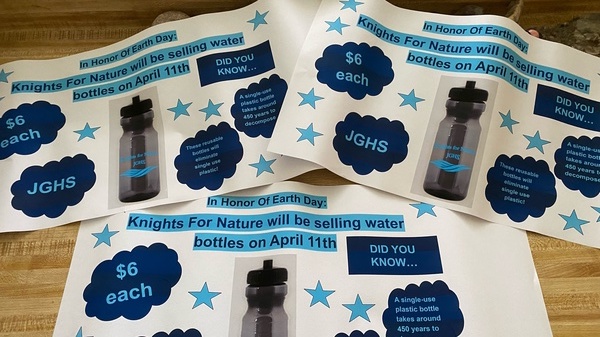 In Honor Of Earth Day:
Knights For Nature will be selling water
bottles on April 11th
$6
each
DID YOU
KNOW...
JGHS
These reusable
bottles will
eliminate
single use
plastic!
A single-use
plastic bottle
takes around
450 years to
decompose
In Honor Of Earth Day:
Knights For Nature will be selling water
bottles on April 11th
$6
each
DID YOU
KNOW...
JGHS
These reusable
bottles will
eliminate
single use
plastic!
A single-use
plastic bottle
takes around
450 years to
decompose
In Honor Of Earth Day:
Knights For Nature will be selling water
bottles on April 11th
$6
each
DID YOU
KNOW...
A single-use
plastic bottle
takes around
450 years to